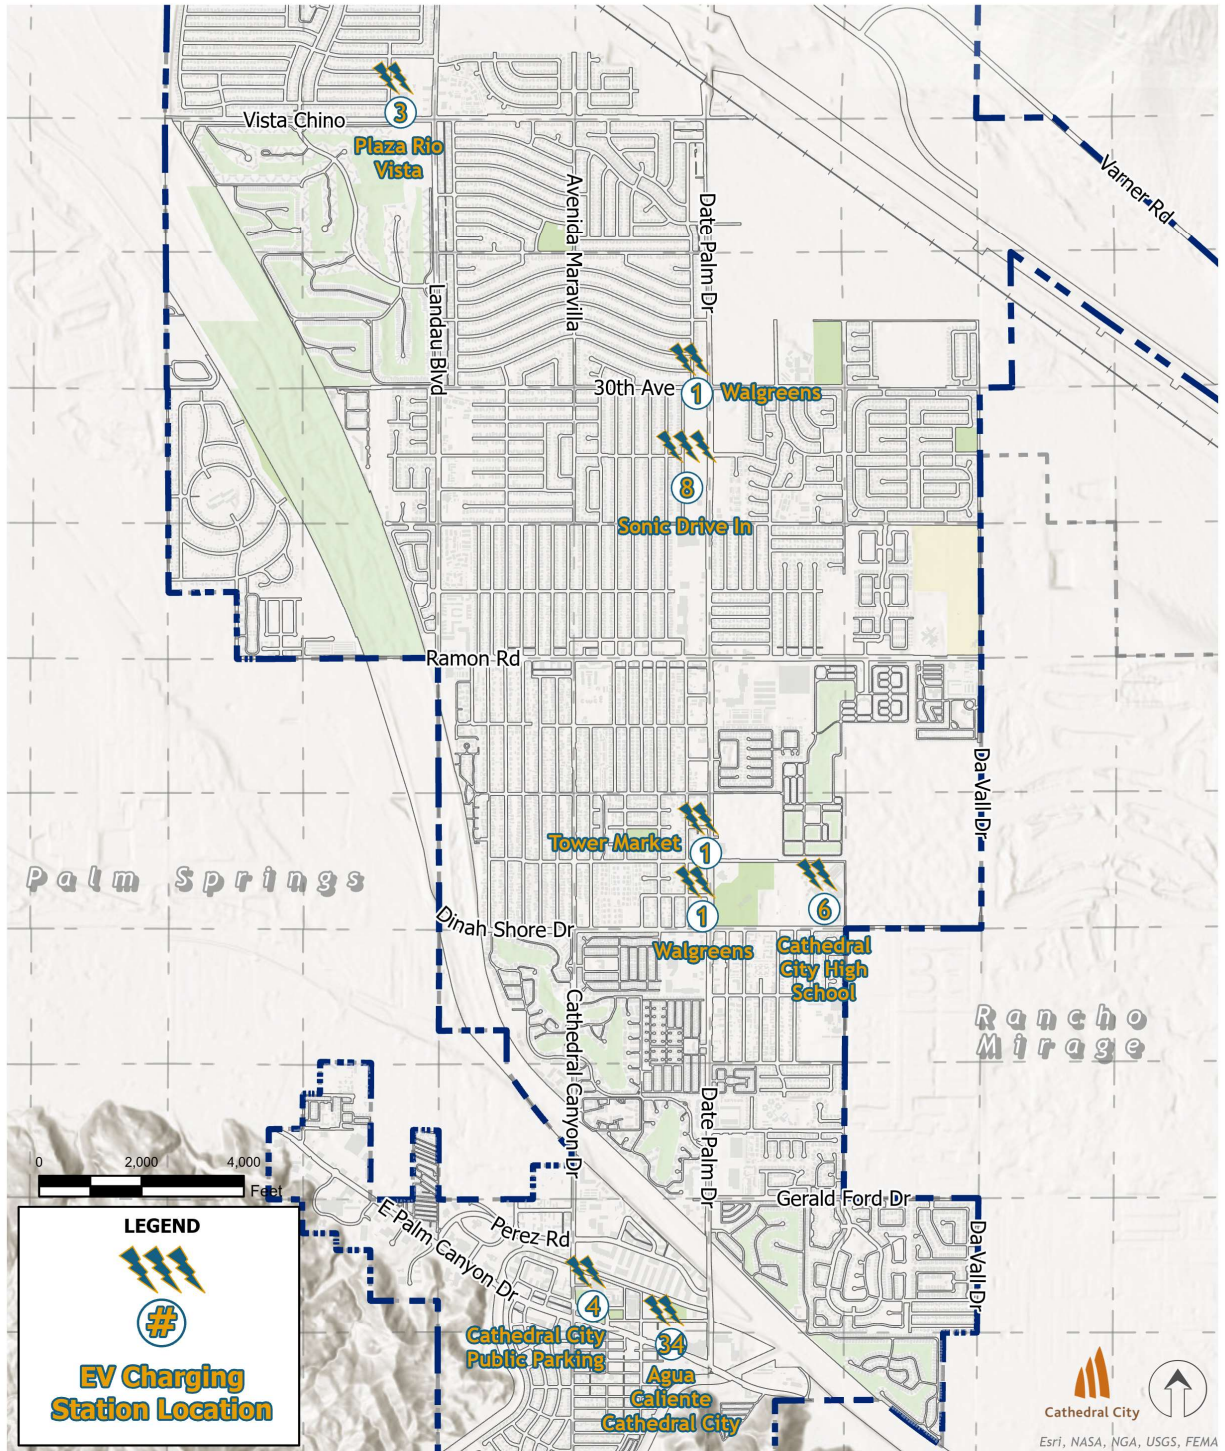 3
Vista Chino
Plaza Rio
Vista
Varner Rd
Avenida Maravilla
Date Palm Dr
Landau Blvd
30th Ave
1
Walgreens
8
Sonic Drive In
Ramon Rd
Da Vall Dr
Tower Market
1
Palm Springs
1
6
Dinah Shore Dr
Walgreens
Cathedral
City High
School
Cathedral Canyon Dr
Rancho
Mirage
Date Palm Dr
0 2,000 4,000
Feet
Gerald Ford Dr
E Palm Canyon Dr
Perez Rd
Da Vall Dr
LEGEND
#
EV Charging
Station Location
4
Cathedral City
Public Parking
34
Agua
Caliente
Cathedral City
Cathedral City
Esri, NASA, NGA, USGS, FEMA